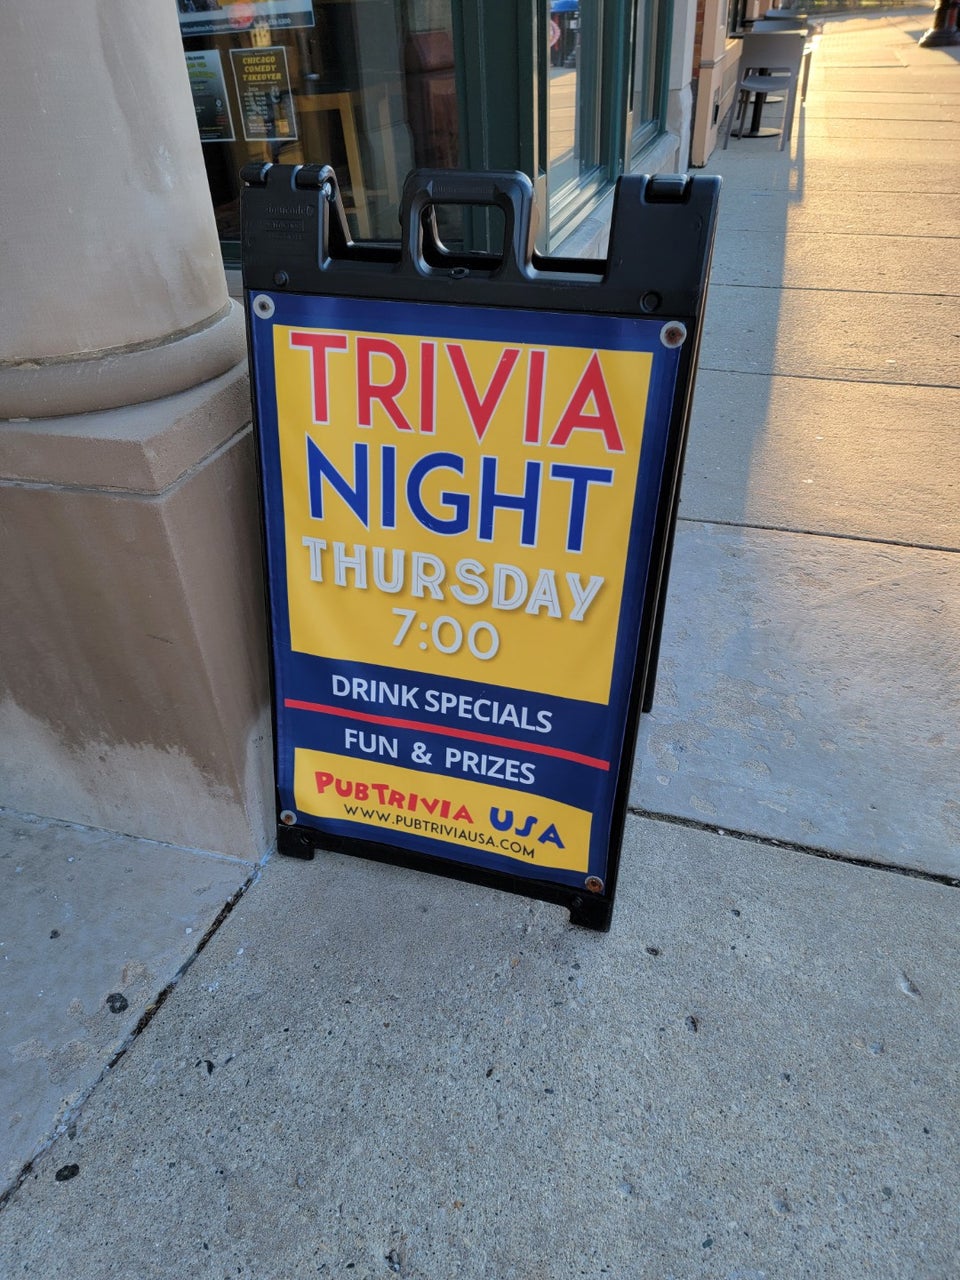 CHICAGO
COMEDY
TAKEOVER
TRIVIA
NIGHT
THURSDAY
7:00
DRINK SPECIALS
FUN & PRIZES
PUBTRIVIA USA
WWW.PUBTRIVIAUSA.COM